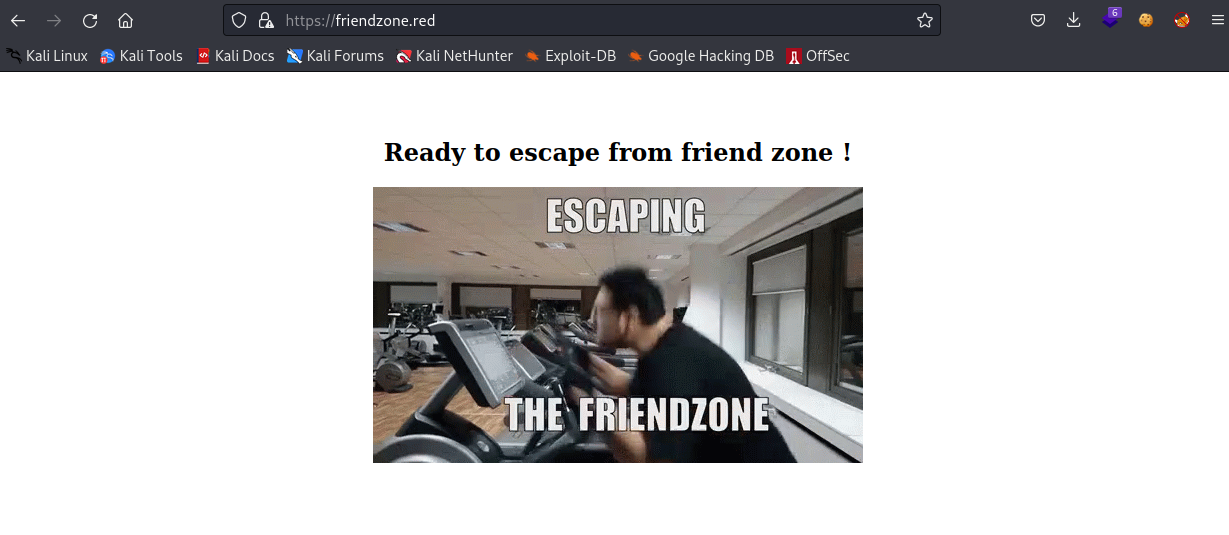 https://friendzone.red
6
Kali Linux Kali Tools Kali Docs Kali Forums Kali NetHunter Exploit-DB Google Hacking DB OffSec
Ready to escape from friend zone !
ESCAPING
THE FRIENDZONE